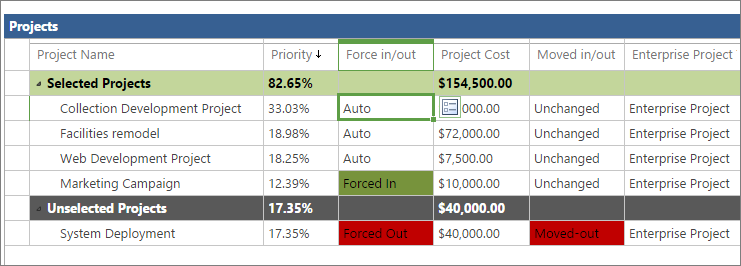 Projects
Project Name Priority ↓ Force in/out Project Cost Moved in/out Enterprise Project
Selected Projects 82.65% $154,500.00
Collection Development Project 33.03% Auto 000.00 Unchanged Enterprise Project
Facilities remodel 18.98% Auto $72,000.00 Unchanged Enterprise Project
Web Development Project 18.25% Auto $7,500.00 Unchanged Enterprise Project
Marketing Campaign 12.39% Forced In $10,000.00 Unchanged Enterprise Project
Unselected Projects 17.35% $40,000.00
System Deployment 17.35% Forced Out $40,000.00 Moved-out Enterprise Project